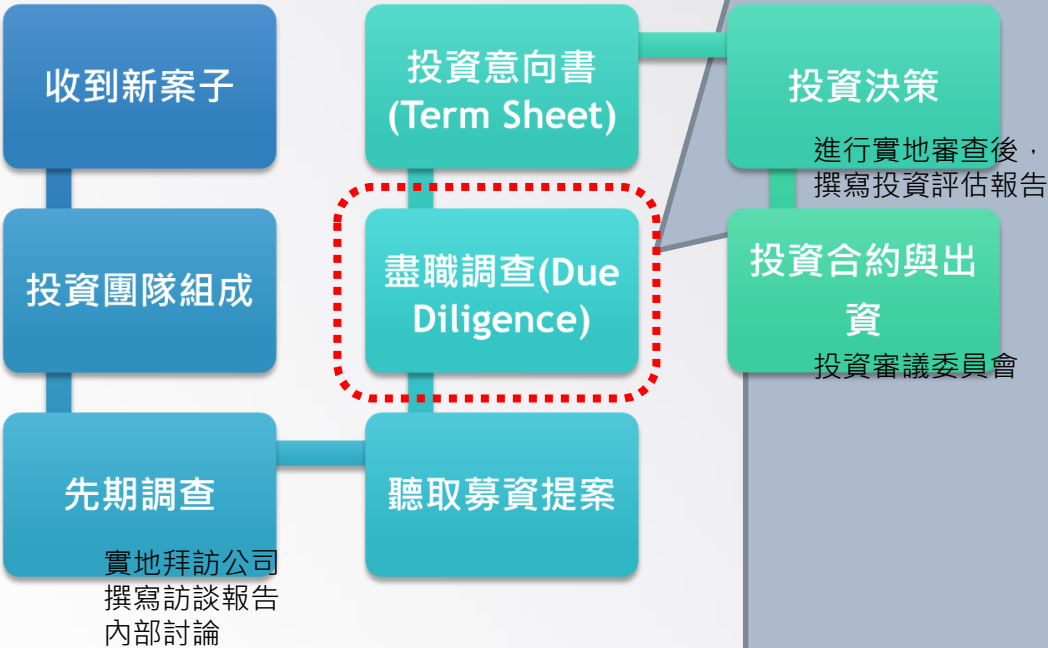 收到新案子
投資團隊組成
先期調查
實地拜訪公司
撰寫訪談報告
內部討論
聽取募資提案
盡職調查(Due
Diligence)
投資意向書
(Term Sheet)
投資決策
進行實地審查後，
撰寫投資評估報告
投資合約與出
資
投資審議委員會